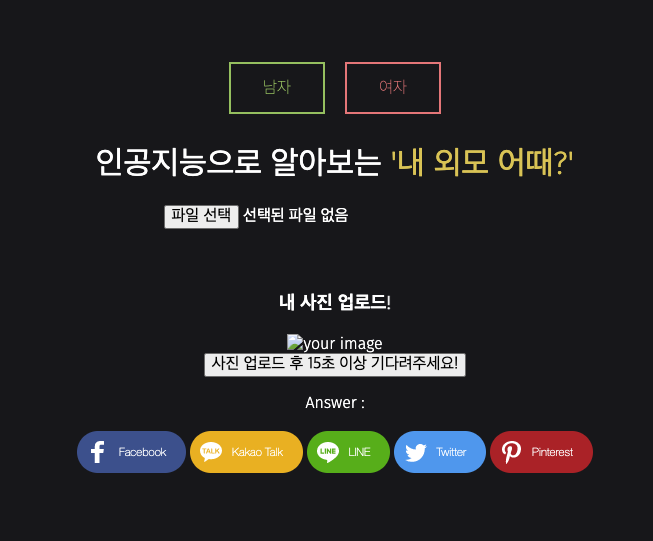 남자 여자
인공지능으로 알아보는 '내 외모 어때?'
파일 선택 선택된 파일 없음
내 사진 업로드!
your image
사진 업로드 후 15초 이상 기다려주세요!
Answer :
Facebook TALK Kakao Talk LINE LINE Twitter Pinterest